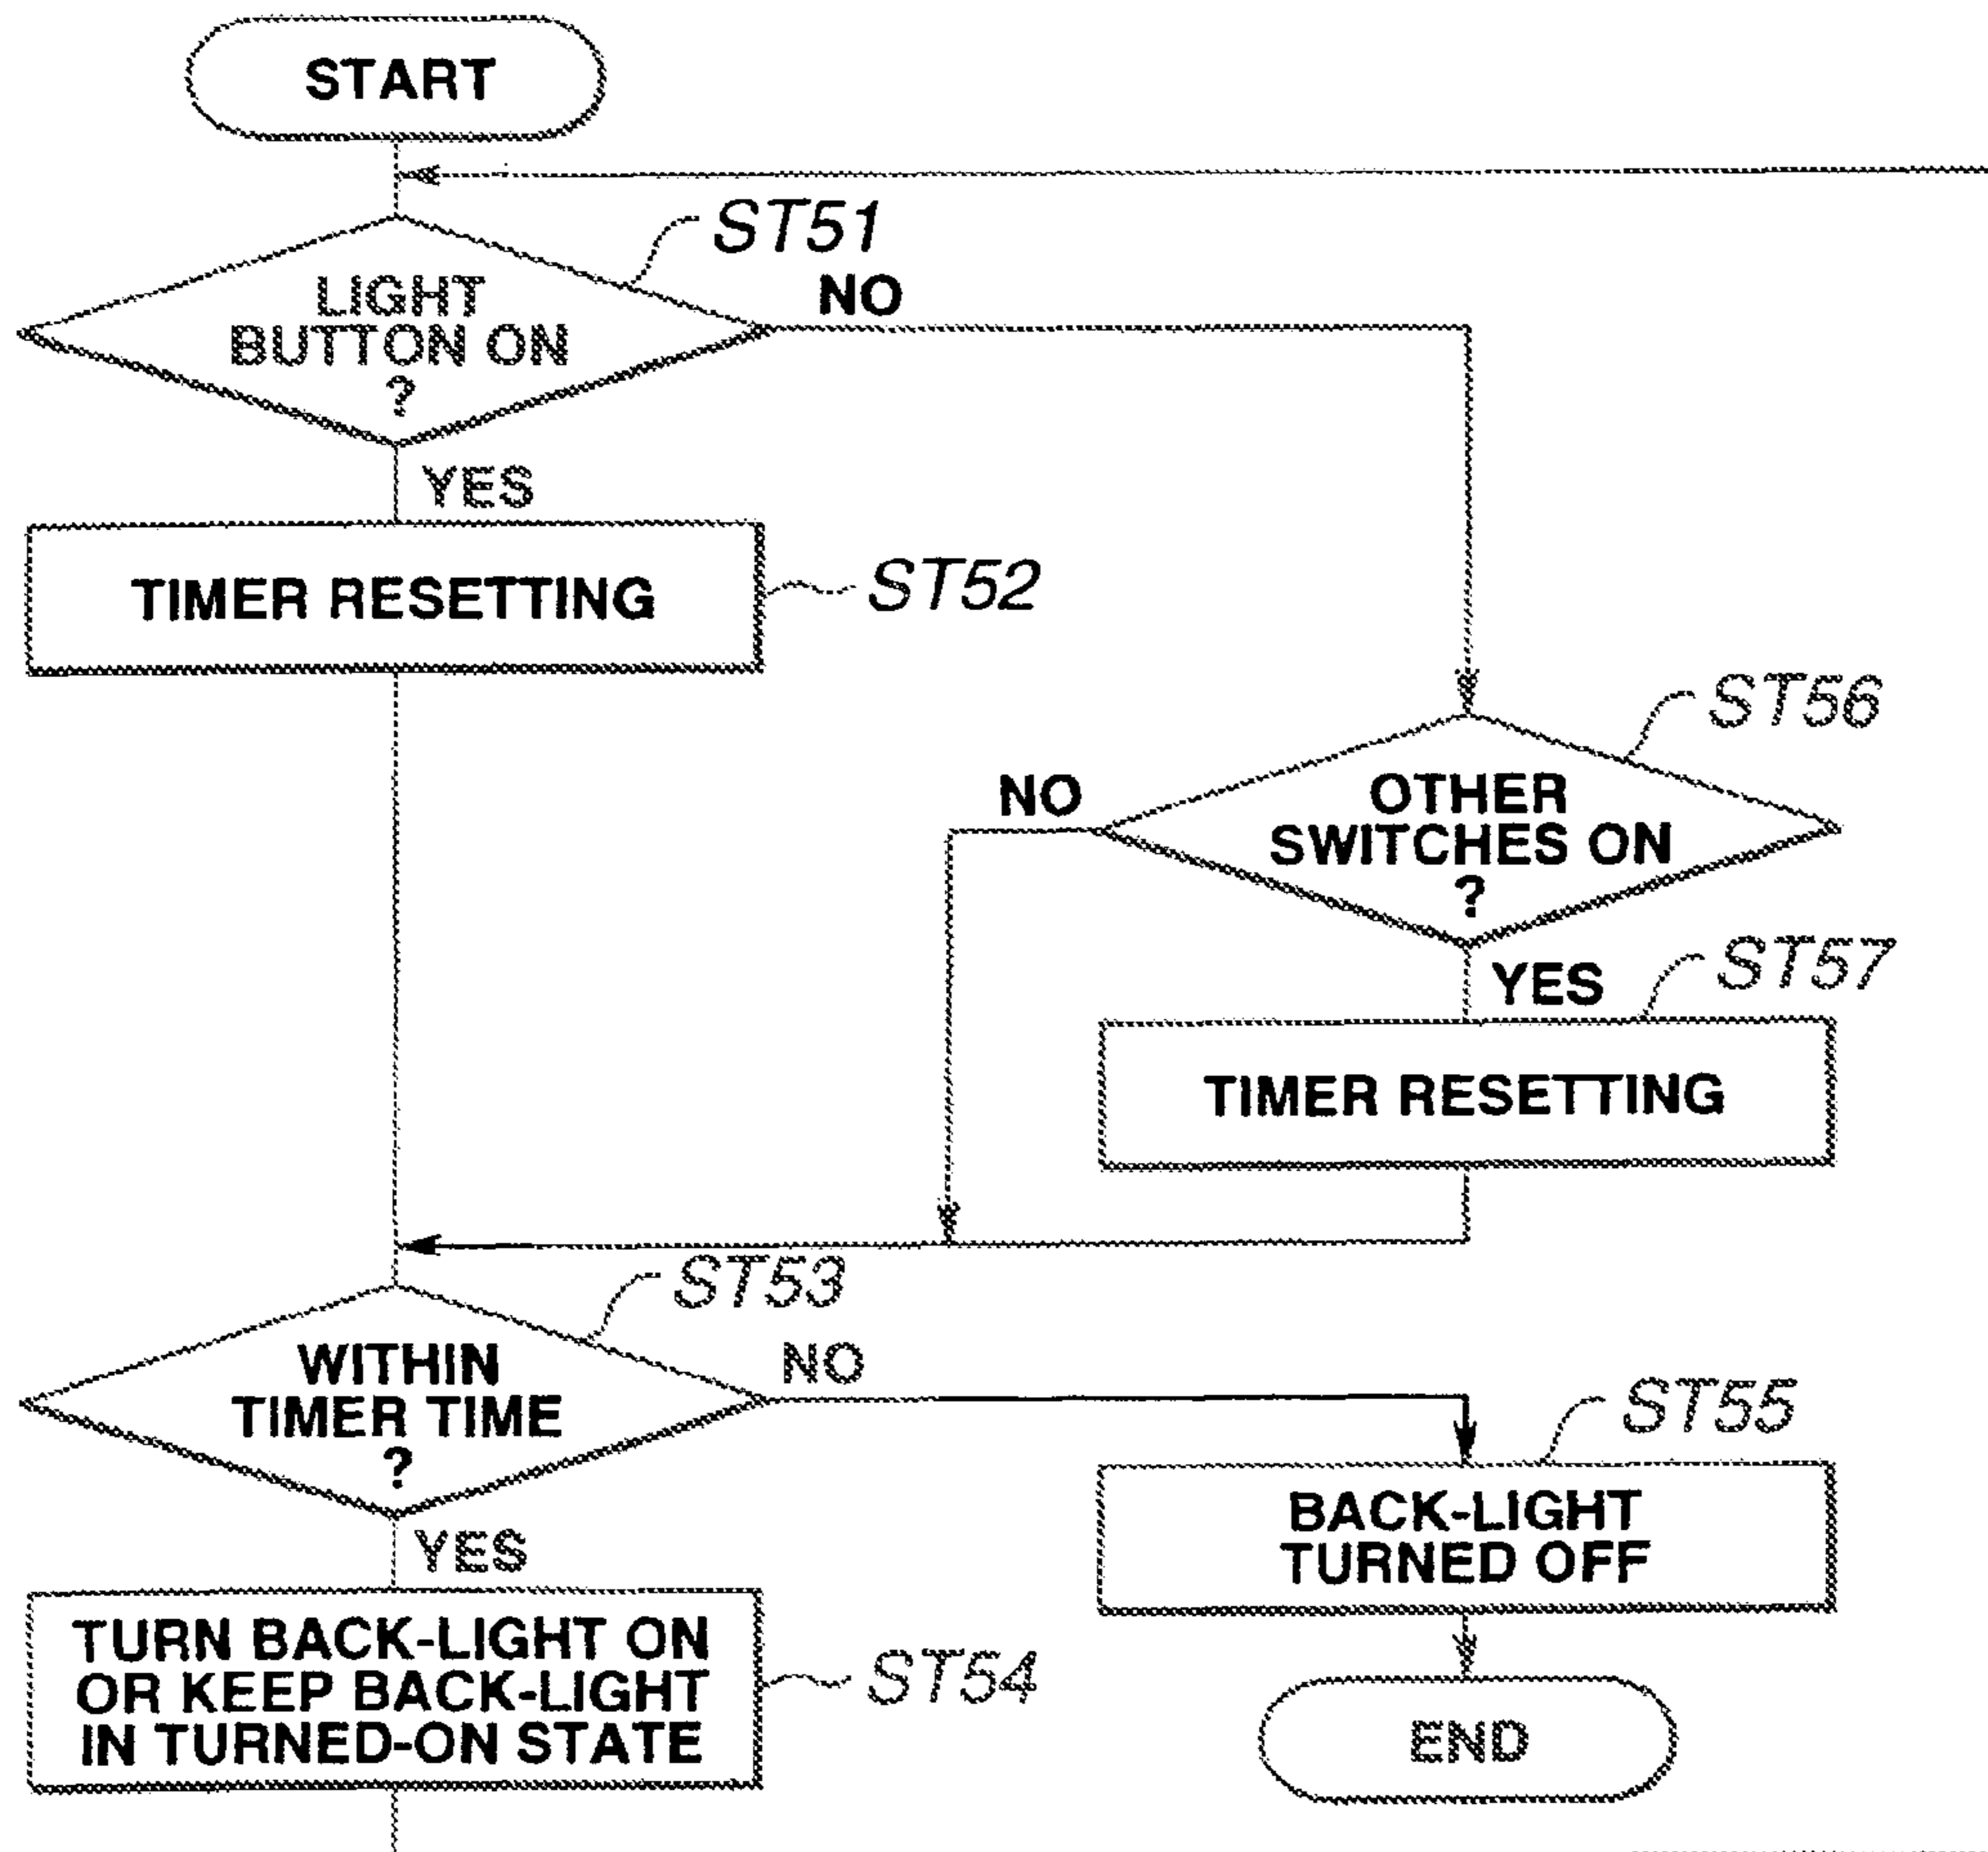 START
ST51
LIGHT
BUTTON ON
?
NO
YES
TIMER RESETTING
ST52
ST56
OTHER
SWITCHES ON
?
NO
YES
ST57
TIMER RESETTING
ST53
WITHIN
TIMER TIME
?
NO
YES
ST55
BACK-LIGHT
TURNED OFF
TURN BACK-LIGHT ON
OR KEEP BACK-LIGHT
IN TURNED-ON STATE
ST54
END